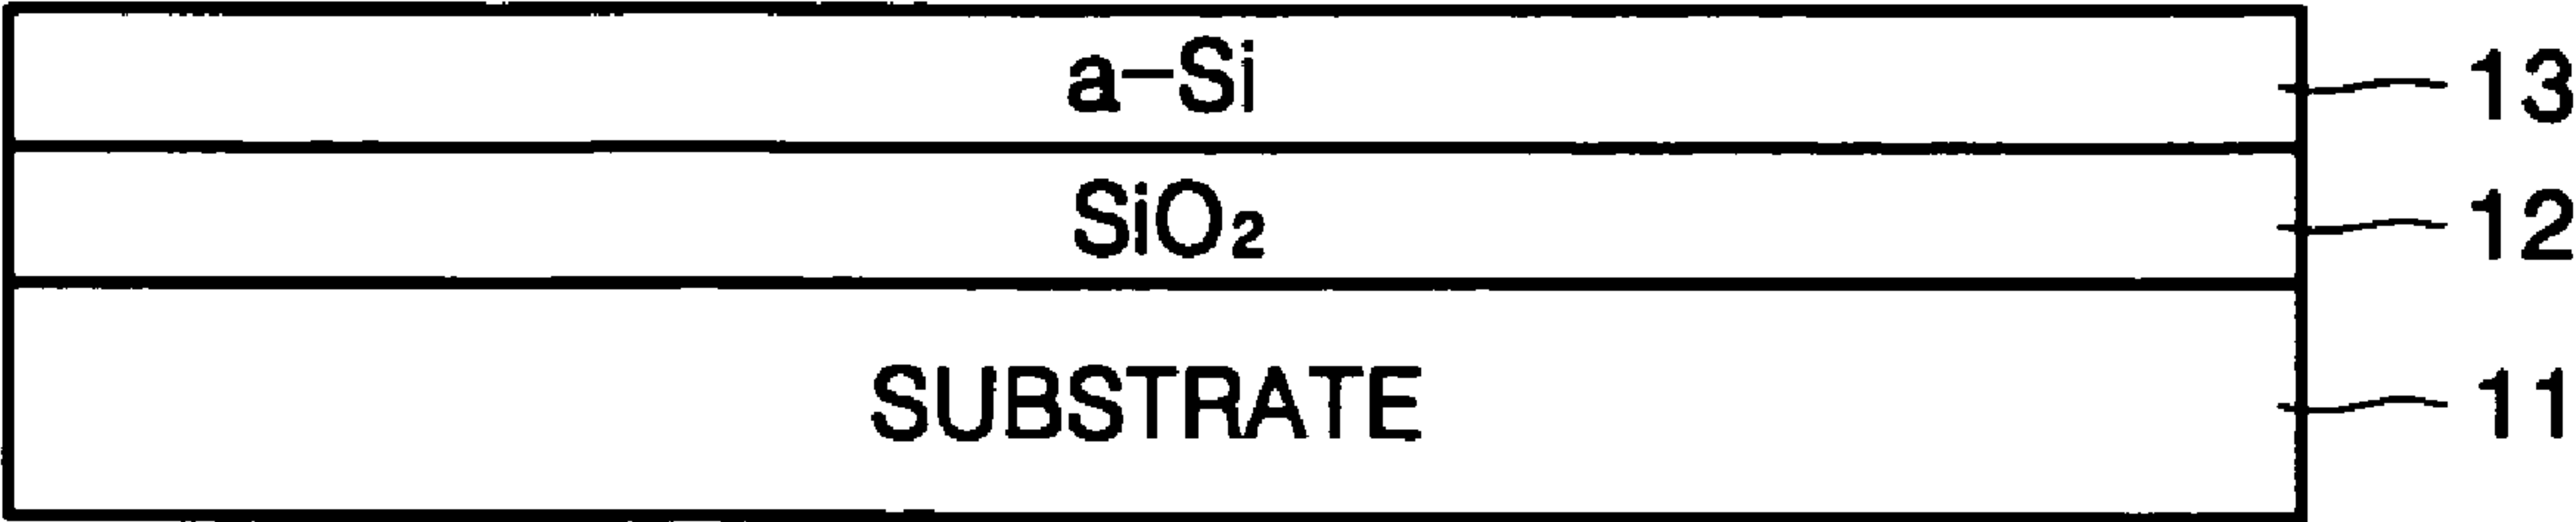 a-Si 13
SiO₂ 12
SUBSTRATE 11